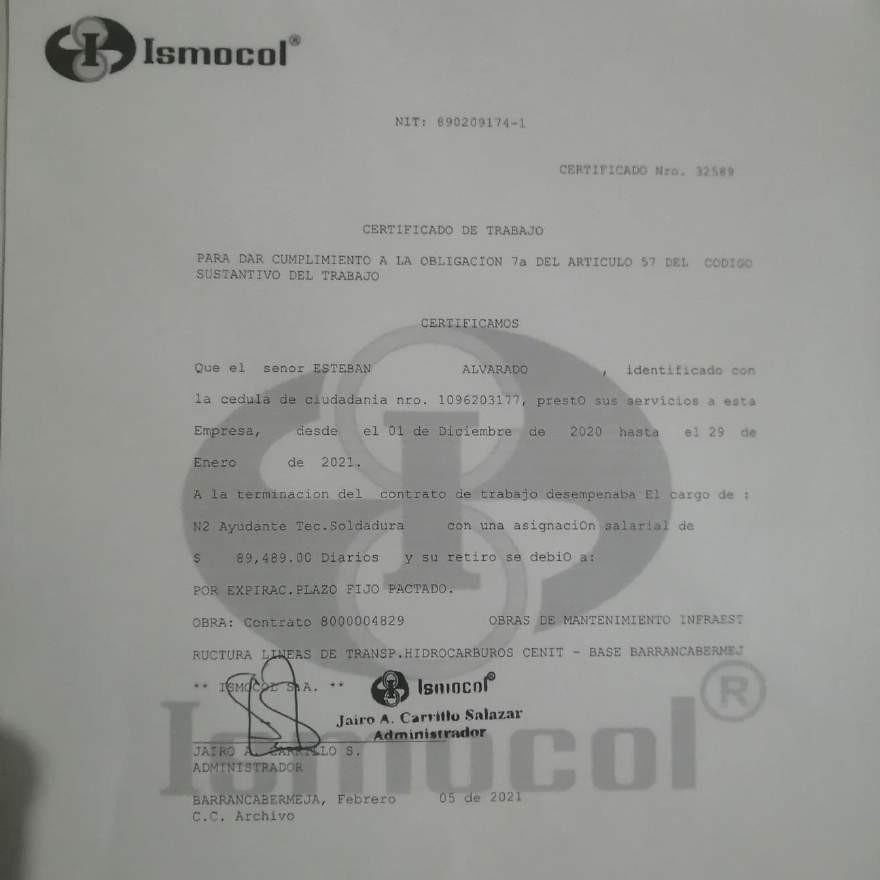 Ismocol®
NIT: 890209174-1
CERTIFICADO Nro. 32589
CERTIFICADO DE TRABAJO
PARA DAR CUMPLIMIENTO A LA OBLIGACION 7a DEL ARTICULO 57 DEL CODIGO
SUSTANTIVO DEL TRABAJO
CERTIFICAMOS
Que el senor ESTEBAN ALVARADO , identificado con
la cedula de ciudadania nro. 1096203177, prestO sus servicios a esta
Empresa, desde el 01 de Diciembre de 2020 hasta el 29 de
Enero de 2021.
A la terminacion del contrato de trabajo desempenaba El cargo de :
N2 Ayudante Tec.Soldadura con una asignaciOn salarial de
$ 89,489.00 Diarios y su retiro se debiO a:
POR EXPIRAC.PLAZO FIJO PACTADO.
OBRA: Contrato 8000004829 OBRAS DE MANTENIMIENTO INFRAEST
RUCTURA LINEAS DE TRANSP.HIDROCARBUROS CENIT - BASE BARRANCABERMEJ
** ISMOCOL S.A. ** Ismocol®
Jairo A. Carrillo Salazar
Administrador
JAIRO A. CARRILLO S.
ADMINISTRADOR
Ismocol®
BARRANCABERMEJA, Febrero 05 de 2021
C.C. Archivo